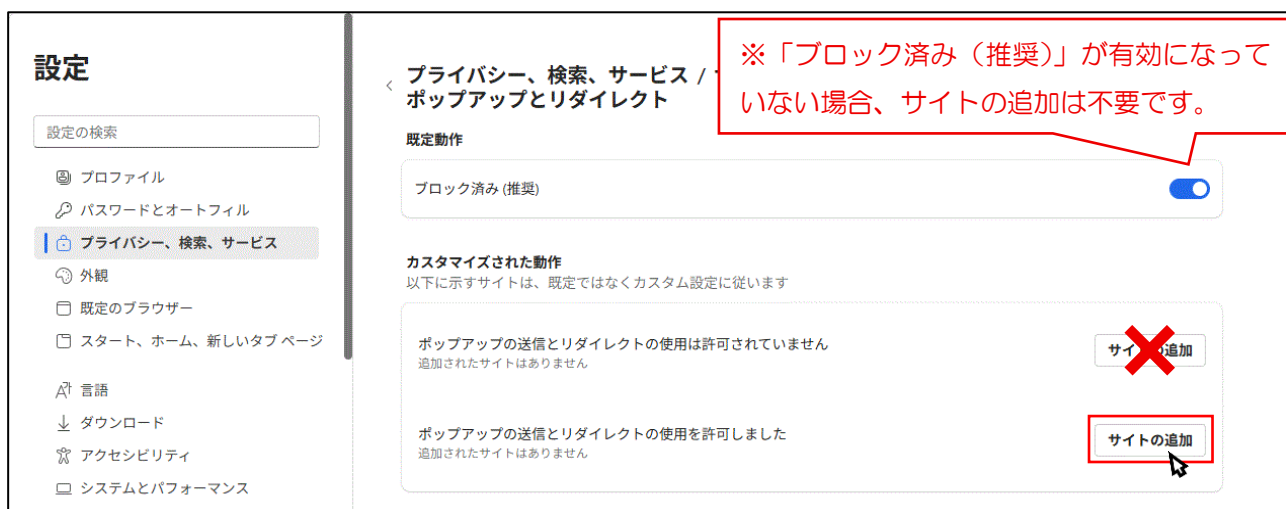 設定
設定の検索
プロファイル
パスワードとオートフィル
プライバシー、検索、サービス
外観
既定のブラウザー
スタート、ホーム、新しいタブ ページ
言語
ダウンロード
アクセシビリティ
システムとパフォーマンス
プライバシー、検索、サービス /
ポップアップとリダイレクト
※「ブロック済み（推奨）」が有効になって
いない場合、サイトの追加は不要です。
既定動作
ブロック済み (推奨)
カスタマイズされた動作
以下に示すサイトは、既定ではなくカスタム設定に従います
ポップアップの送信とリダイレクトの使用は許可されていません
追加されたサイトはありません
サイトの追加
ポップアップの送信とリダイレクトの使用を許可しました
追加されたサイトはありません
サイトの追加